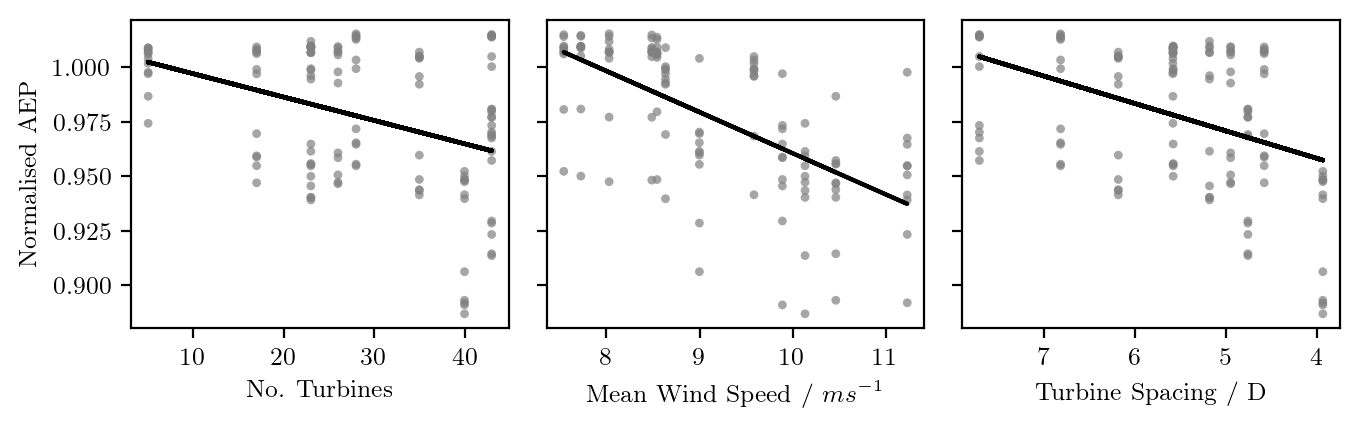 Normalised AEP
1.000
0.975
0.950
0.925
0.900
10 20 30 40
No. Turbines
8 9 10 11
Mean Wind Speed / ms⁻¹
7 6 5 4
Turbine Spacing / D